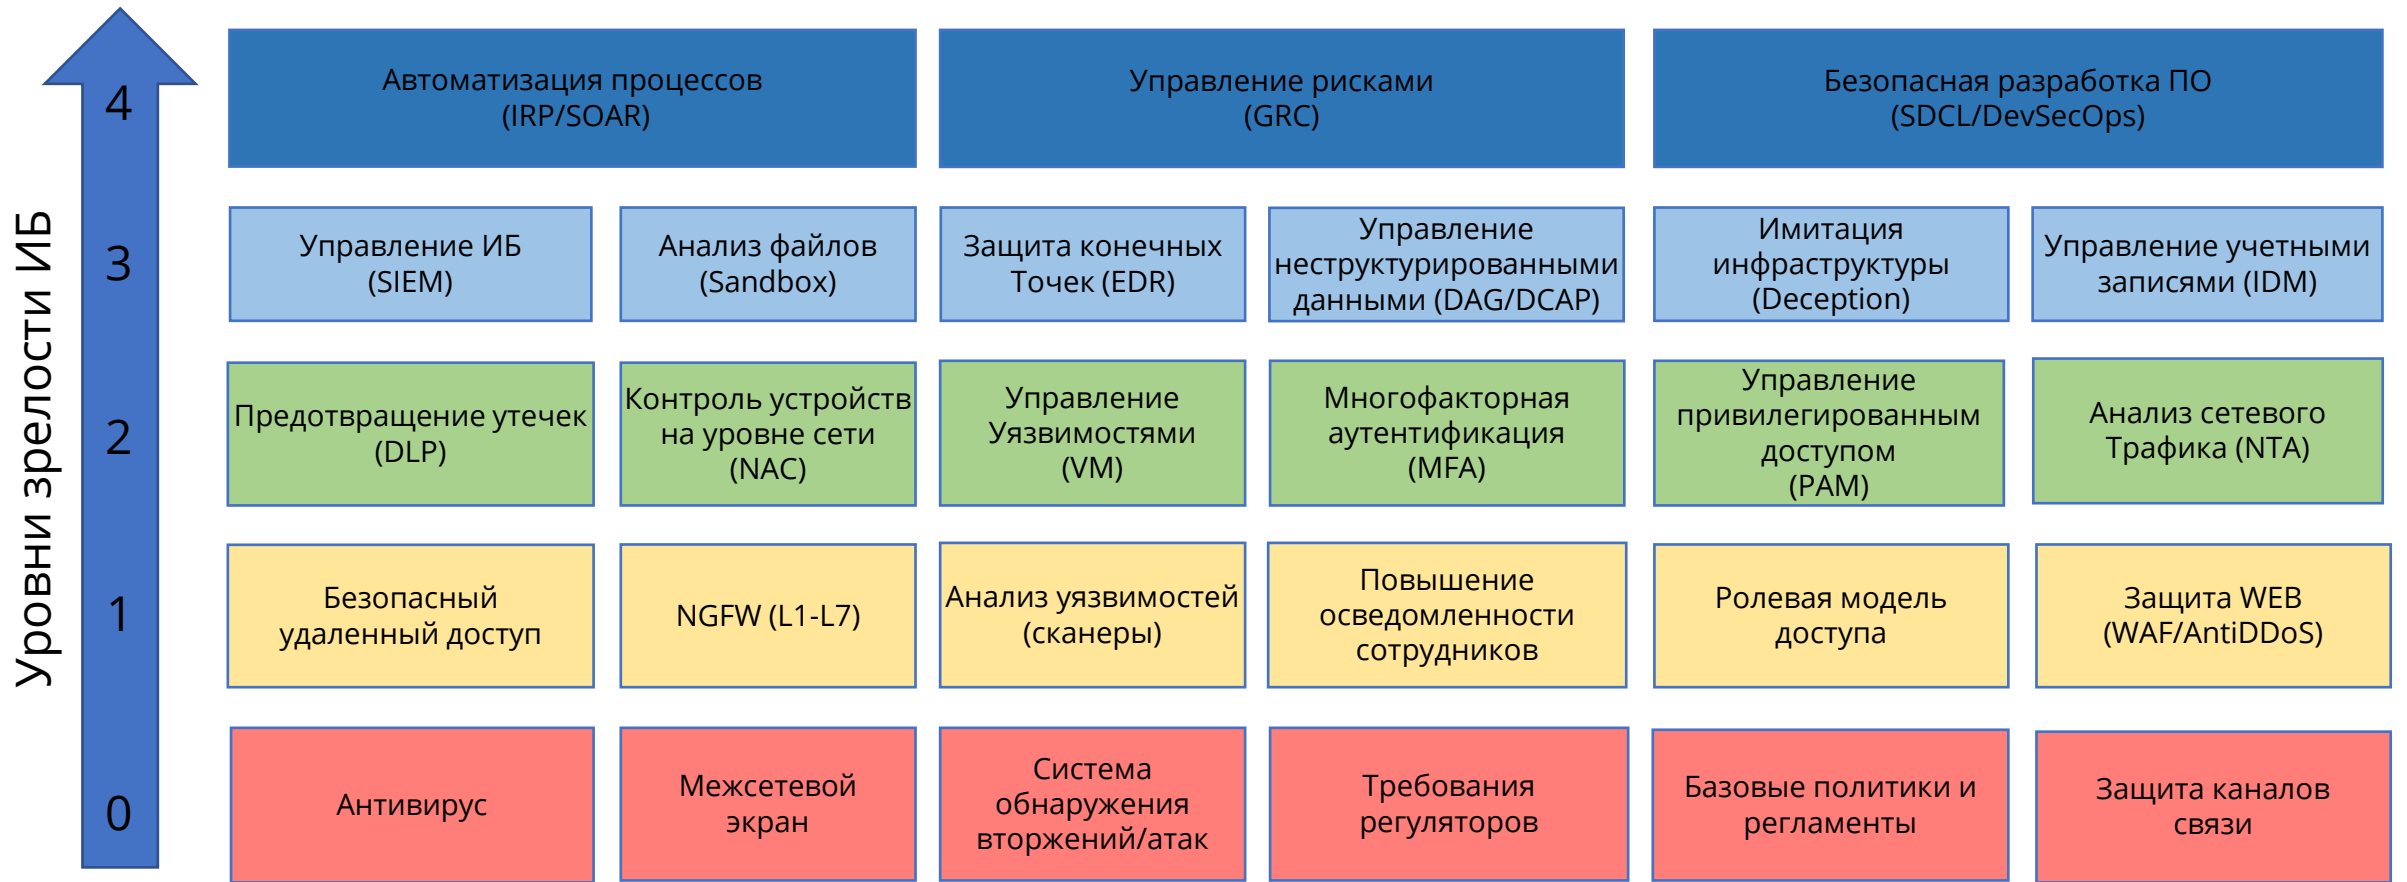 Уровни зрелости ИБ
4
Автоматизация процессов
(IRP/SOAR)
Управление рисками
(GRC)
Безопасная разработка ПО
(SDCL/DevSecOps)
3
Управление ИБ
(SIEM)
Анализ файлов
(Sandbox)
Защита конечных
Точек (EDR)
Управление
неструктурированными
данными (DAG/DCAP)
Имитация
инфраструктуры
(Deception)
Управление учетными
записями (IDM)
2
Предотвращение утечек
(DLP)
Контроль устройств
на уровне сети
(NAC)
Управление
Уязвимостями
(VM)
Многофакторная
аутентификация
(MFA)
Управление
привилегированным
доступом
(PAM)
Анализ сетевого
Трафика (NTA)
1
Безопасный
удаленный доступ
NGFW (L1-L7)
Анализ уязвимостей
(сканеры)
Повышение
осведомленности
сотрудников
Ролевая модель
доступа
Защита WEB
(WAF/AntiDDoS)
0
Антивирус
Межсетевой
экран
Система
обнаружения
вторжений/атак
Требования
регуляторов
Базовые политики и
регламенты
Защита каналов
связи